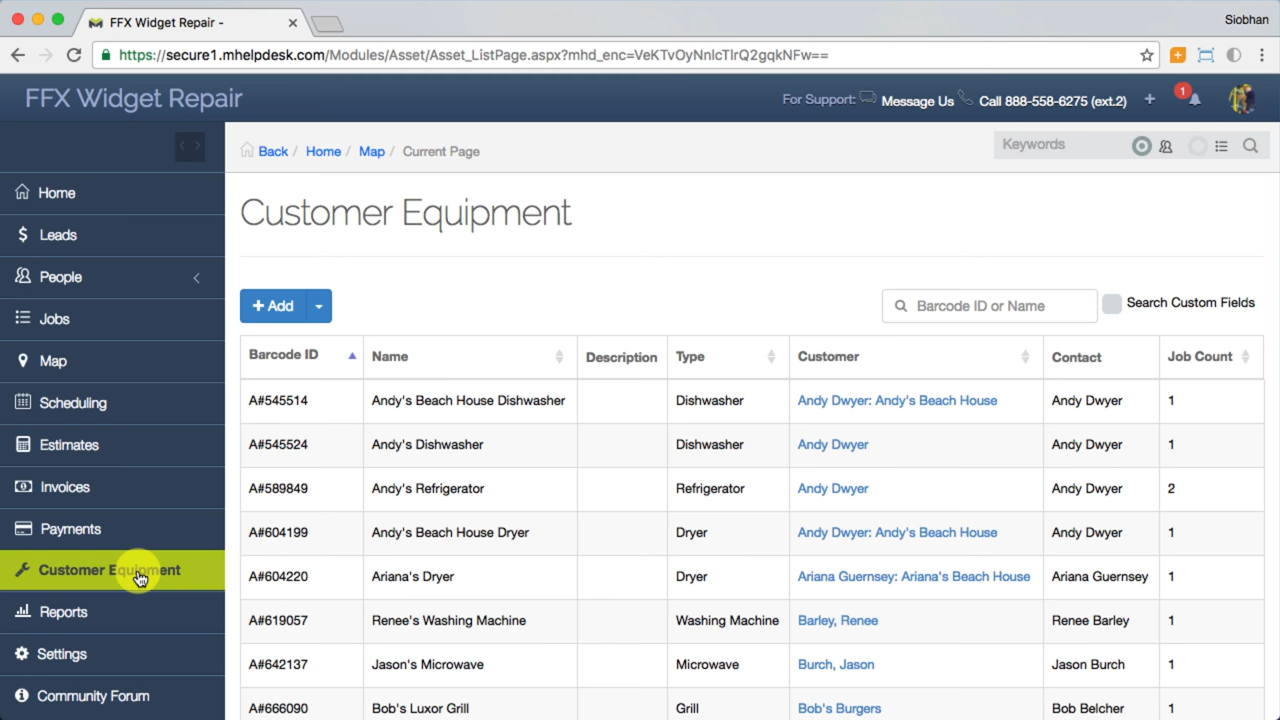 FFX Widget Repair -
Siobhan
https://secure1.mhelpdesk.com/Modules/Asset/Asset_ListPage.aspx?mhd_enc=VeKTvOyNnlcTlrQ2gqkNFw==
FFX Widget Repair
For Support: Message Us Call 888-558-6275 (ext.2)
1
Back / Home / Map / Current Page
Keywords
Home
Leads
People
Jobs
Map
Scheduling
Estimates
Invoices
Payments
Customer Equipment
Reports
Settings
Community Forum
Customer Equipment
+ Add
Barcode ID or Name
Search Custom Fields
Barcode ID Name Description Type Customer Contact Job Count
A#545514 Andy's Beach House Dishwasher Dishwasher Andy Dwyer: Andy's Beach House Andy Dwyer 1
A#545524 Andy's Dishwasher Dishwasher Andy Dwyer Andy Dwyer 1
A#589849 Andy's Refrigerator Refrigerator Andy Dwyer Andy Dwyer 2
A#604199 Andy's Beach House Dryer Dryer Andy Dwyer: Andy's Beach House Andy Dwyer 1
A#604220 Ariana's Dryer Dryer Ariana Guernsey: Ariana's Beach House Ariana Guernsey 1
A#619057 Renee's Washing Machine Washing Machine Barley, Renee Renee Barley 1
A#642137 Jason's Microwave Microwave Burch, Jason Jason Burch 1
A#666090 Bob's Luxor Grill Grill Bob's Burgers Bob Belcher 1